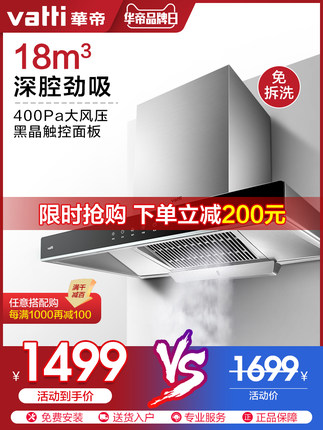 vatti 華帝
华帝品牌日
18m³
深腔劲吸
400Pa大风压
黑晶触控面板
免拆洗
限时抢购 下单立减200元
满千减百
任意搭配购
每满1000再减100
¥1499
活动到手价
VS
¥1699
活动价
免费安装 送货入户 专业服务 正品保障